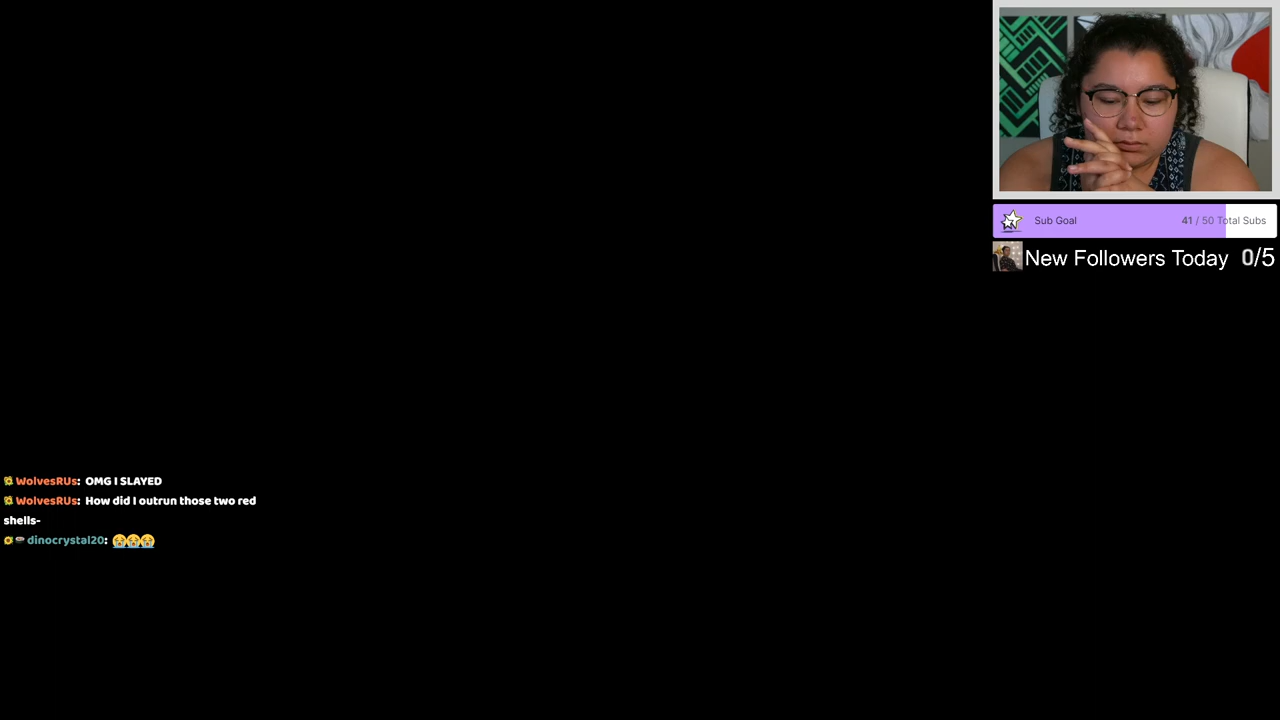 Sub Goal
41 / 50 Total Subs
New Followers Today 0/5
WolvesRUs: OMG I SLAYED
WolvesRUs: How did I outrun those two red
shells-
dinocrystal20: 😭😭😭